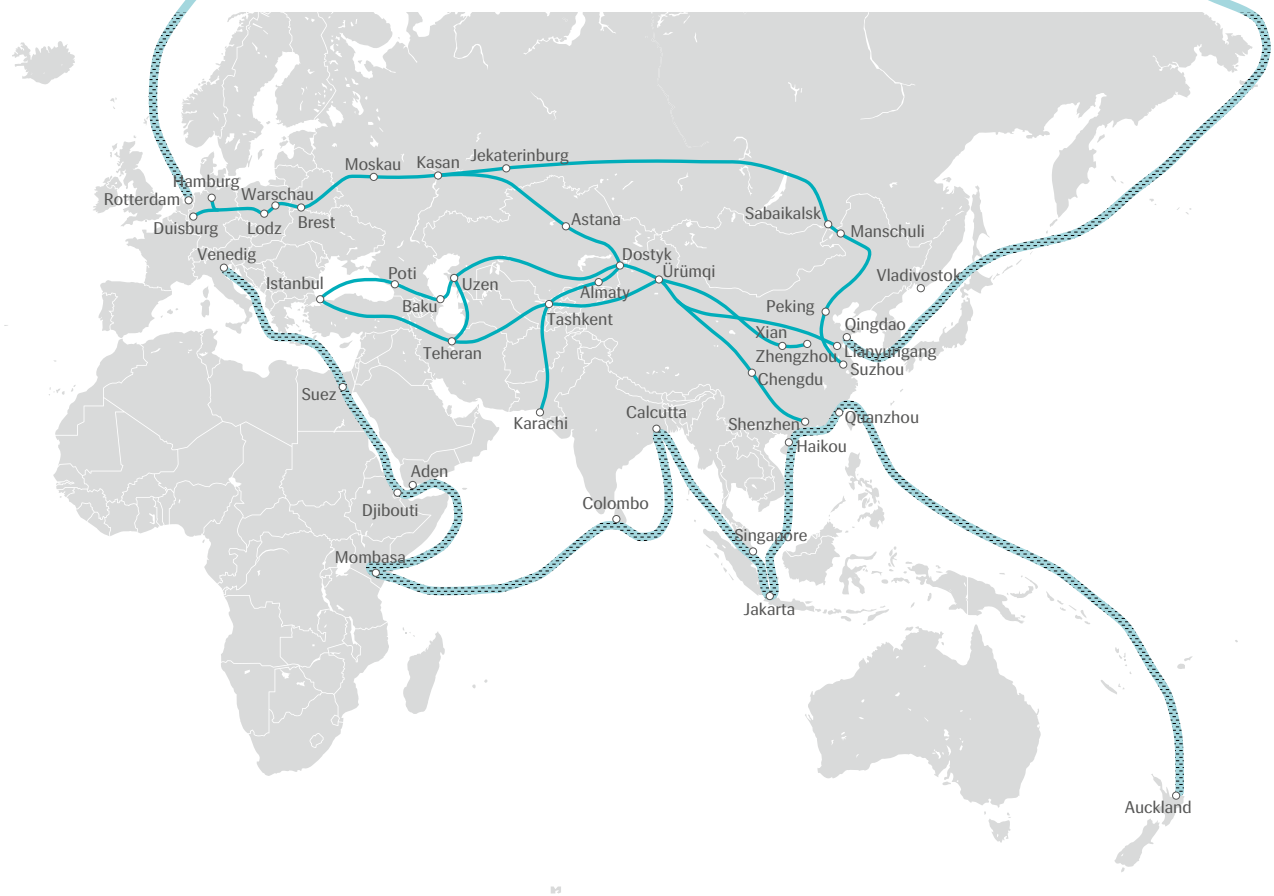 Jekaterinburg
Kasan
Moskau
Hamburg
Warschau
Rotterdam
Sabaikalsk
Astana
Brest
Duisburg
Lodz
Manschuli
Venedig
Dostyk
Ürümqi
Poti
Vladivostok
Istanbul
Uzen
Almaty
Baku
Peking
Tashkent
Qingdao
Xian
Lianyungang
Teheran
Zhengzhou
Suzhou
Chengdu
Suez
Calcutta
Quanzhou
Karachi
Shenzhen
Haikou
Aden
Colombo
Djibouti
Singapore
Mombasa
Jakarta
Auckland